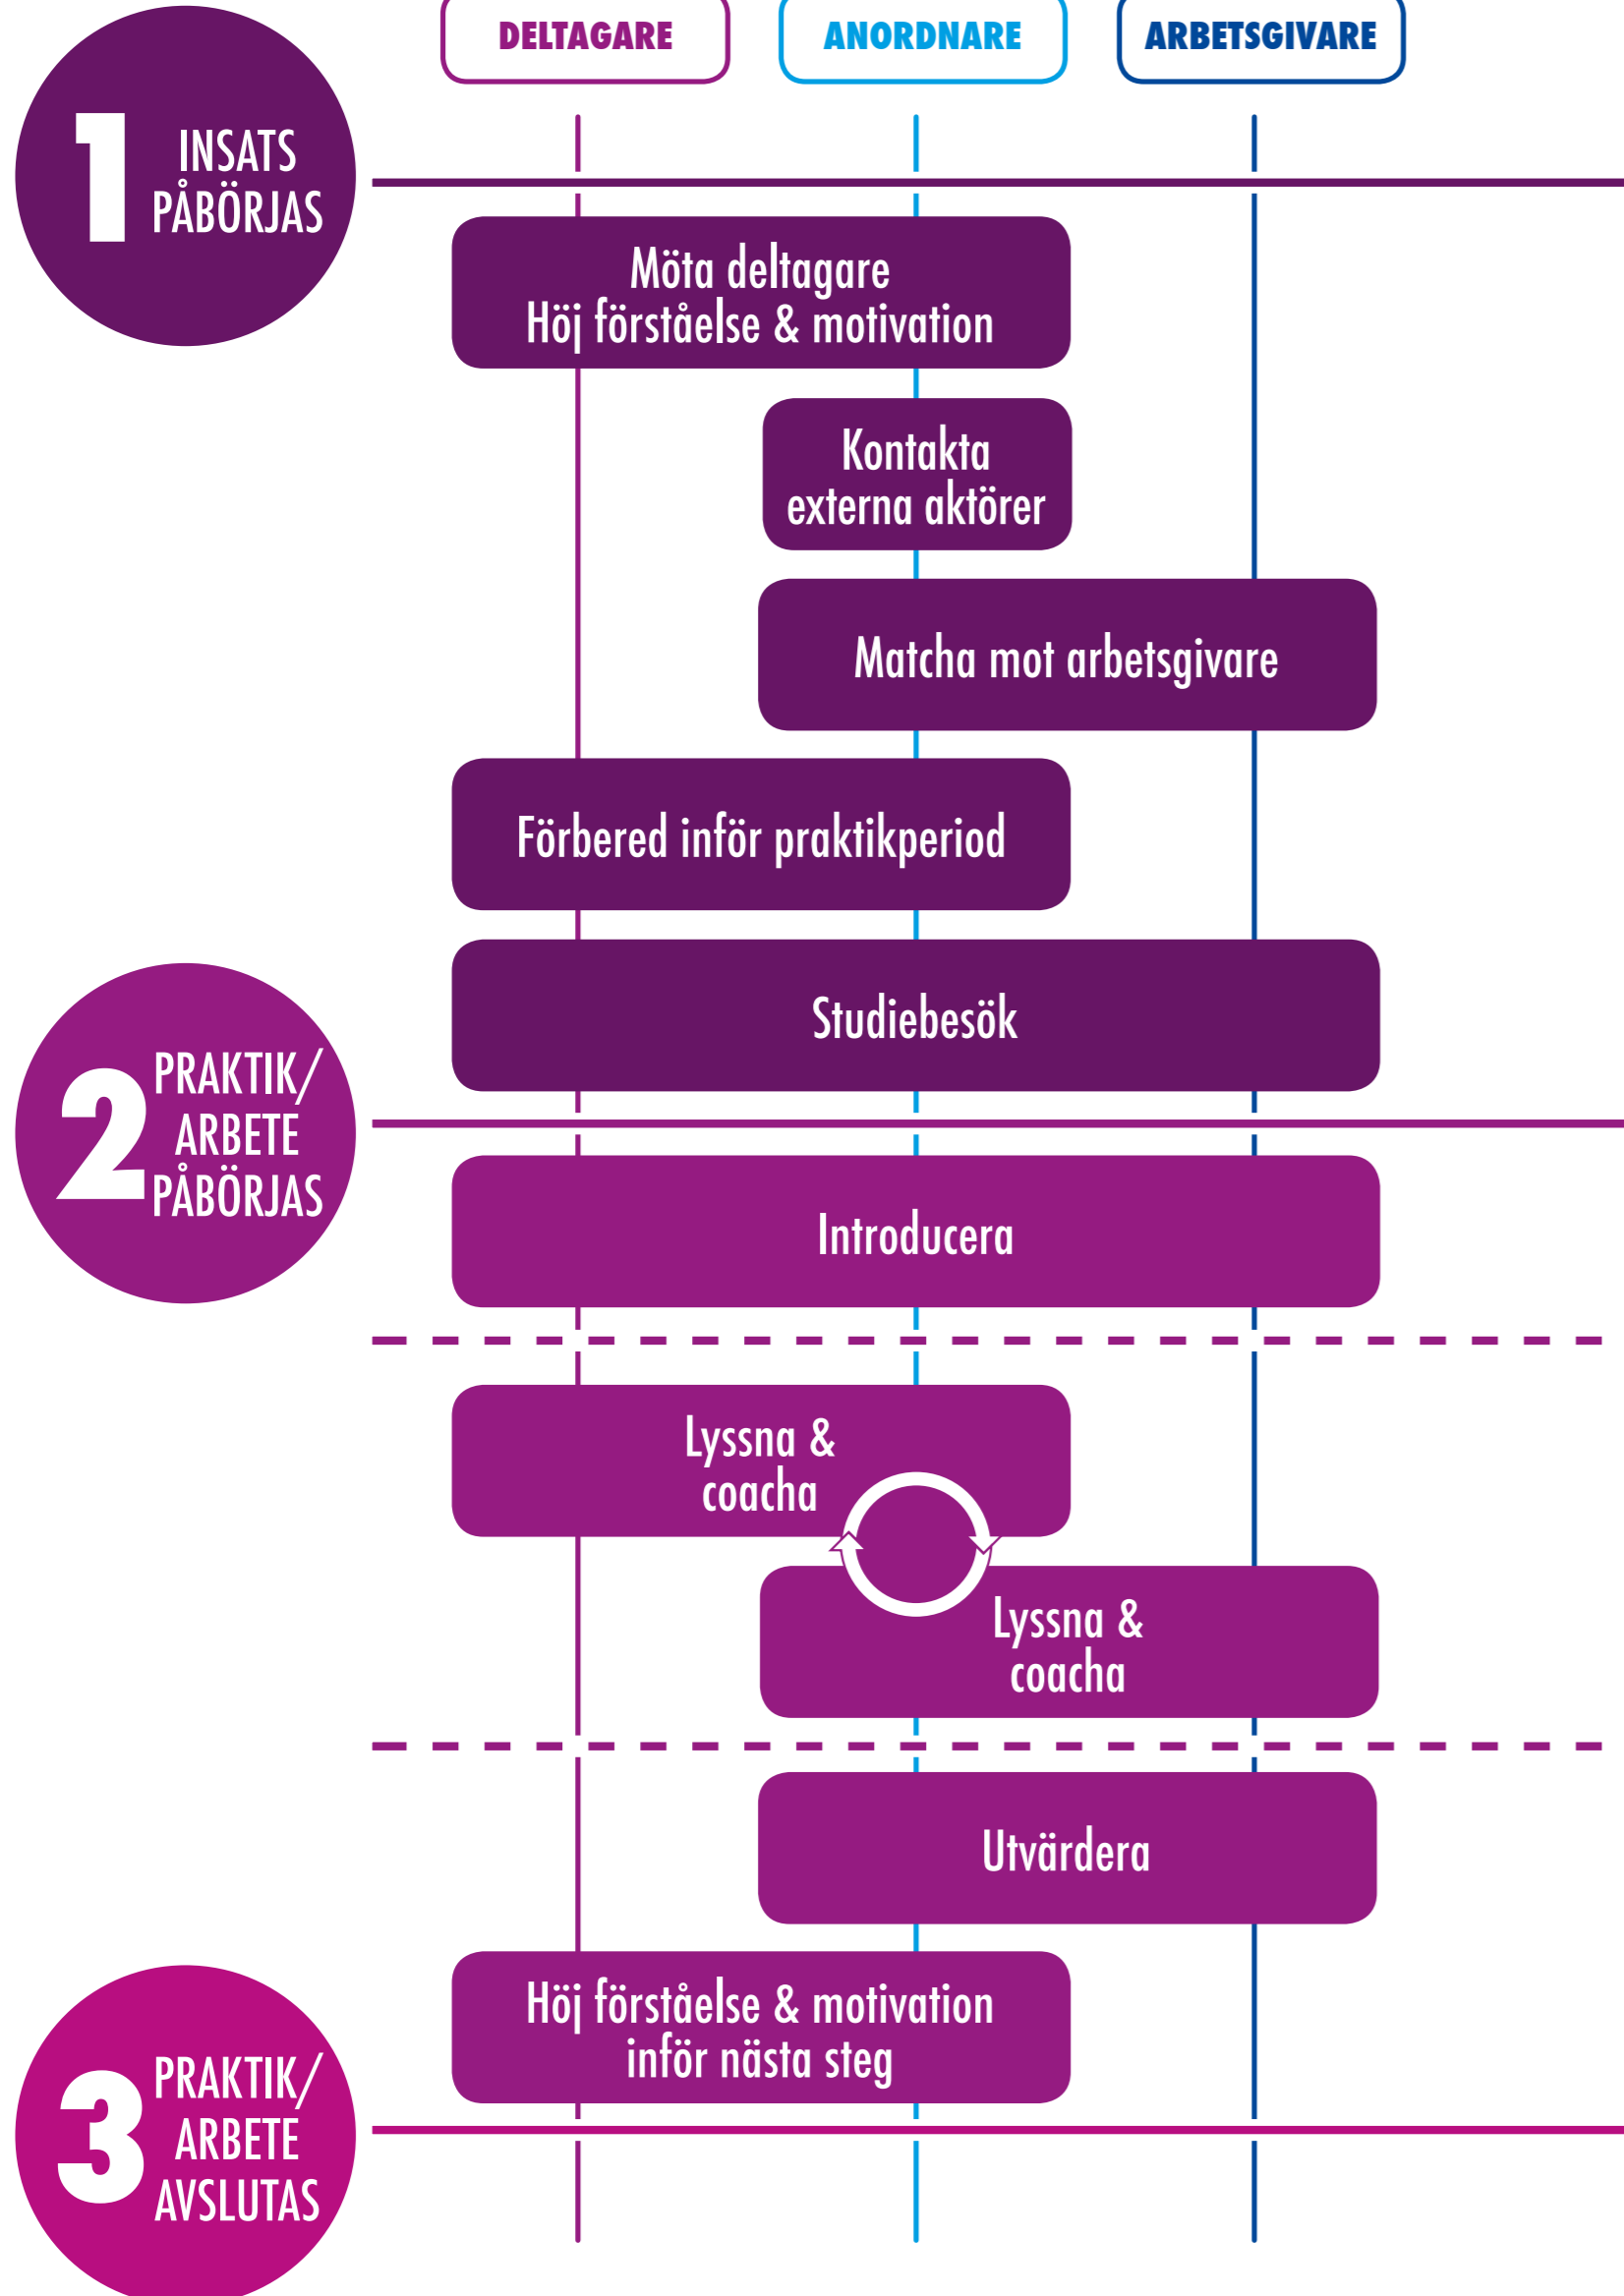 DELTAGARE
ANORDNARE
ARBETSGIVARE
1
INSATS
PÅBÖRJAS
Möta deltagare
Höj förståelse & motivation
Kontakta
externa aktörer
Matcha mot arbetsgivare
Förbered inför praktikperiod
Studiebesök
2
PRAKTIK/
ARBETE
PÅBÖRJAS
Introducera
Lyssna &
coacha
Lyssna &
coacha
Utvärdera
Höj förståelse & motivation
inför nästa steg
3
PRAKTIK/
ARBETE
AVSLUTAS